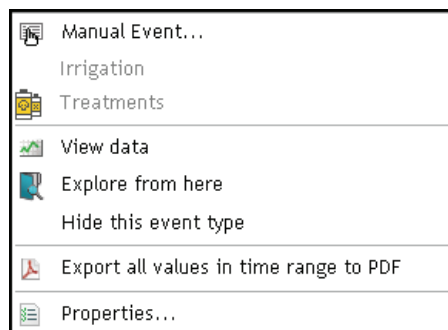 Manual Event...
Irrigation
Treatments
View data
Explore from here
Hide this event type
Export all values in time range to PDF
Properties...